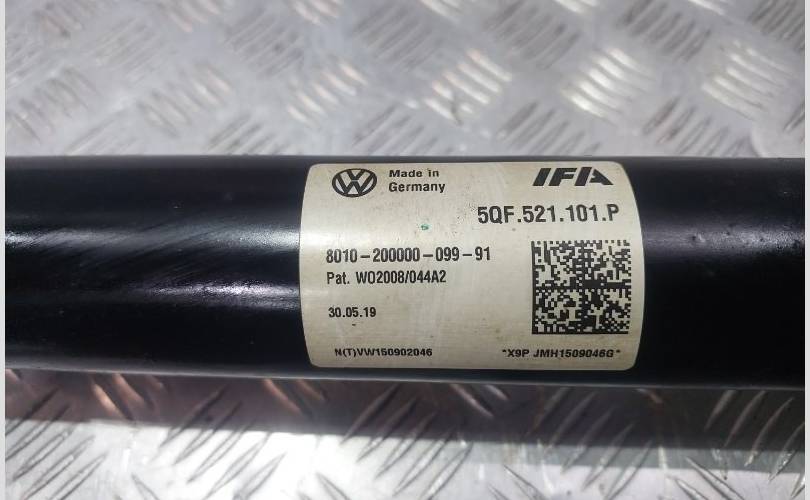 VW
Made in
Germany
IFA
5QF.521.101.P
8010-200000-099-91
Pat. WO2008/044A2
30.05.19
N(T)VW150902046
*X9P JMH1509046G*